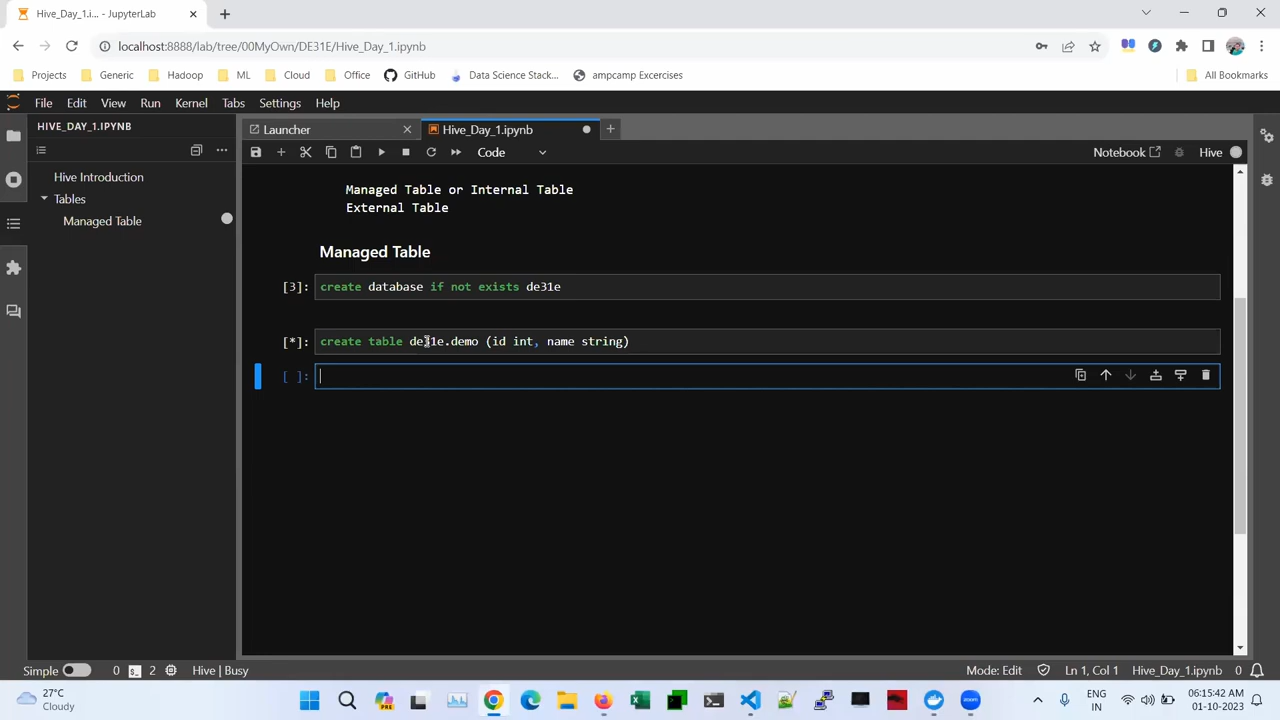 Hive_Day_1.i... - JupyterLab
localhost:8888/lab/tree/00MyOwn/DE31E/Hive_Day_1.ipynb
Projects Generic Hadoop ML Cloud Office GitHub Data Science Stack... ampcamp Excercises All Bookmarks
File Edit View Run Kernel Tabs Settings Help
HIVE_DAY_1.IPYNB
Launcher
Hive_Day_1.ipynb
Code
Notebook
Hive
Hive Introduction
Tables
Managed Table
Managed Table or Internal Table
External Table
Managed Table
[3]: create database if not exists de31e
[*]: create table de31e.demo (id int, name string)
[ ]:
Simple 0 2 Hive | Busy Mode: Edit Ln 1, Col 1 Hive_Day_1.ipynb 0
27°C
Cloudy
PRE
zoom
ENG
IN
06:15:42 AM
01-10-2023